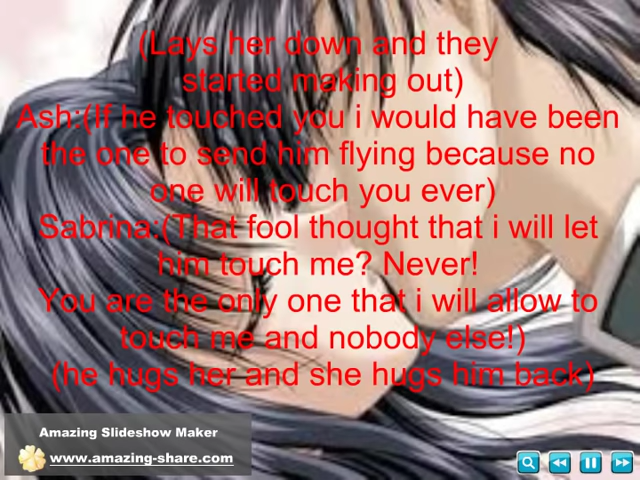 (Lays her down and they
started making out)
Ash:(If he touched you i would have been
the one to send him flying because no
one will touch you ever)
Sabrina:(That fool thought that i will let
him touch me? Never!
You are the only one that i will allow to
touch me and nobody else!)
(he hugs her and she hugs him back)
Amazing Slideshow Maker
www.amazing-share.com